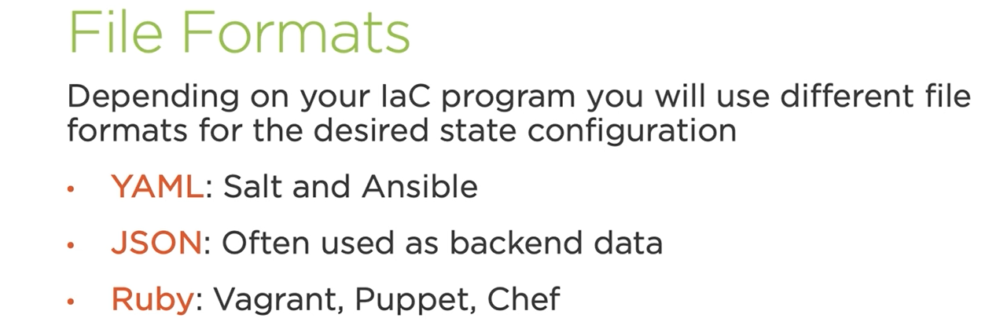 File Formats
Depending on your IaC program you will use different file
formats for the desired state configuration
• YAML: Salt and Ansible
• JSON: Often used as backend data
• Ruby: Vagrant, Puppet, Chef